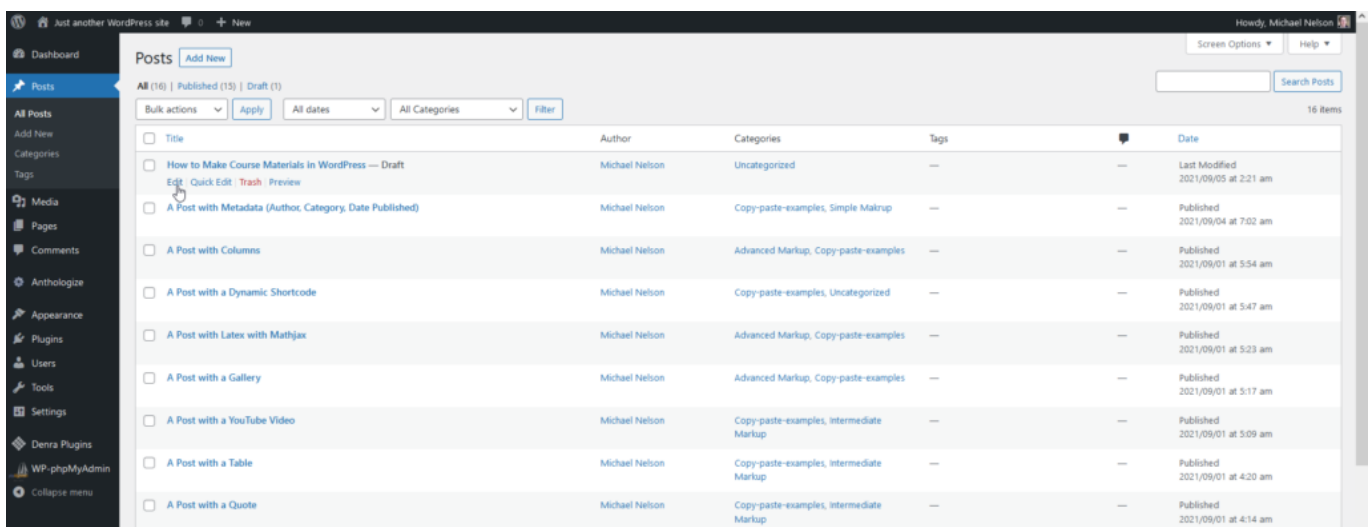 Just another WordPress site 0 + New Howdy, Michael Nelson
Screen Options ▼ Help ▼
Dashboard
Posts
All Posts
Add New
Categories
Tags
Media
Pages
Comments
Anthologize
Appearance
Plugins
Users
Tools
Settings
Denra Plugins
WP-phpMyAdmin
Collapse menu
Posts Add New
All (16) | Published (15) | Draft (1)
Search Posts
Bulk actions Apply All dates All Categories Filter
16 items
Title Author Categories Tags Date
How to Make Course Materials in WordPress — Draft Michael Nelson Uncategorized — — Last Modified
Edit | Quick Edit | Trash | Preview 2021/09/05 at 2:21 am
A Post with Metadata (Author, Category, Date Published) Michael Nelson Copy-paste-examples, Simple Makrup — — Published
2021/09/04 at 7:02 am
A Post with Columns Michael Nelson Advanced Markup, Copy-paste-examples — — Published
2021/09/01 at 5:54 am
A Post with a Dynamic Shortcode Michael Nelson Copy-paste-examples, Uncategorized — — Published
2021/09/01 at 5:47 am
A Post with Latex with Mathjax Michael Nelson Advanced Markup, Copy-paste-examples — — Published
2021/09/01 at 5:23 am
A Post with a Gallery Michael Nelson Advanced Markup, Copy-paste-examples — — Published
2021/09/01 at 5:17 am
A Post with a YouTube Video Michael Nelson Copy-paste-examples, Intermediate — — Published
Markup 2021/09/01 at 5:09 am
A Post with a Table Michael Nelson Copy-paste-examples, Intermediate — — Published
Markup 2021/09/01 at 4:20 am
A Post with a Quote Michael Nelson Copy-paste-examples, Intermediate — — Published
Markup 2021/09/01 at 4:14 am